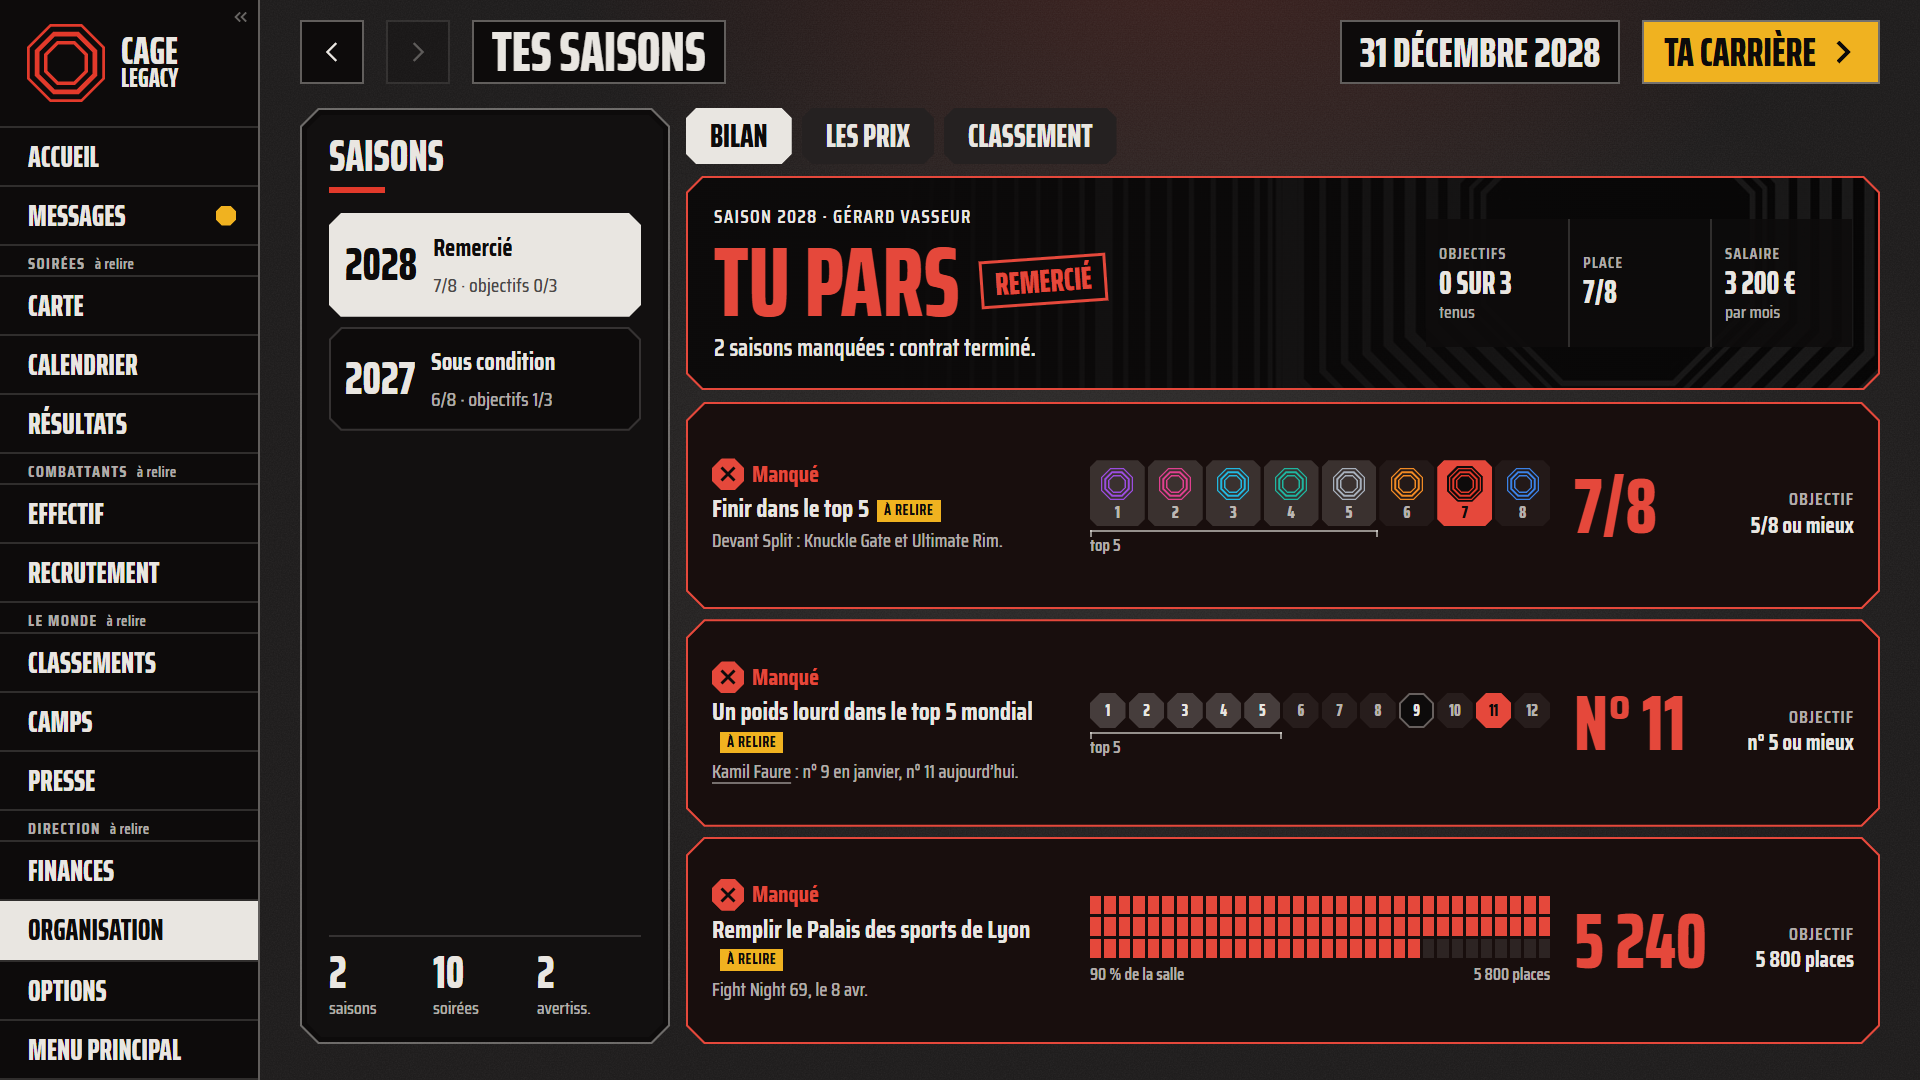 CAGE
LEGACY
ACCUEIL
MESSAGES
SOIRÉES à relire
CARTE
CALENDRIER
RÉSULTATS
COMBATTANTS à relire
EFFECTIF
RECRUTEMENT
LE MONDE à relire
CLASSEMENTS
CAMPS
PRESSE
DIRECTION à relire
FINANCES
ORGANISATION
OPTIONS
MENU PRINCIPAL
TES SAISONS
31 DÉCEMBRE 2028
TA CARRIÈRE
SAISONS
2028
Remercié
7/8 · objectifs 0/3
2027
Sous condition
6/8 · objectifs 1/3
2
saisons
10
soirées
2
avertiss.
BILAN
LES PRIX
CLASSEMENT
SAISON 2028 · GÉRARD VASSEUR
TU PARS
REMERCIÉ
2 saisons manquées : contrat terminé.
OBJECTIFS
0 SUR 3
tenus
PLACE
7/8
SALAIRE
3 200 €
par mois
Manqué
Finir dans le top 5 À RELIRE
Devant Split : Knuckle Gate et Ultimate Rim.
1 2 3 4 5 6 7 8
top 5
7/8
OBJECTIF
5/8 ou mieux
Manqué
Un poids lourd dans le top 5 mondial
À RELIRE
Kamil Faure : n° 9 en janvier, n° 11 aujourd'hui.
1 2 3 4 5 6 7 8 9 10 11 12
top 5
N° 11
OBJECTIF
n° 5 ou mieux
Manqué
Remplir le Palais des sports de Lyon
À RELIRE
Fight Night 69, le 8 avr.
90 % de la salle
5 800 places
5 240
OBJECTIF
5 800 places